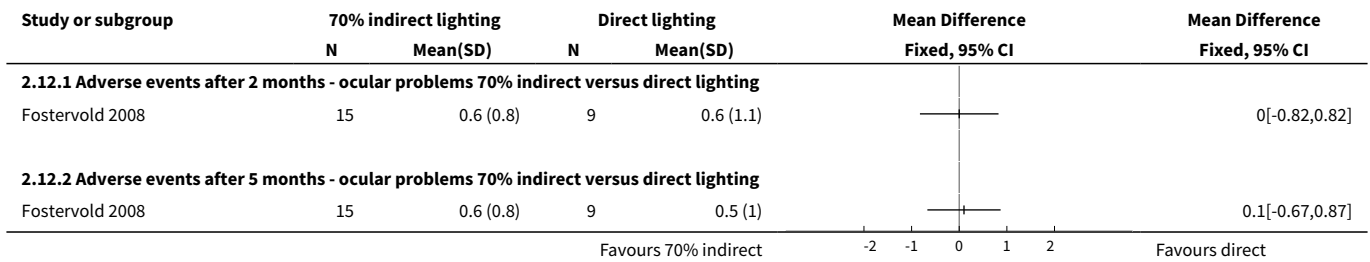 Study or subgroup 70% indirect lighting Direct lighting Mean Difference Mean Difference
N Mean(SD) N Mean(SD) Fixed, 95% CI Fixed, 95% CI
2.12.1 Adverse events after 2 months - ocular problems 70% indirect versus direct lighting
Fostervold 2008 15 0.6 (0.8) 9 0.6 (1.1) 0[-0.82,0.82]
2.12.2 Adverse events after 5 months - ocular problems 70% indirect versus direct lighting
Fostervold 2008 15 0.6 (0.8) 9 0.5 (1) 0.1[-0.67,0.87]
Favours 70% indirect -2 -1 0 1 2 Favours direct